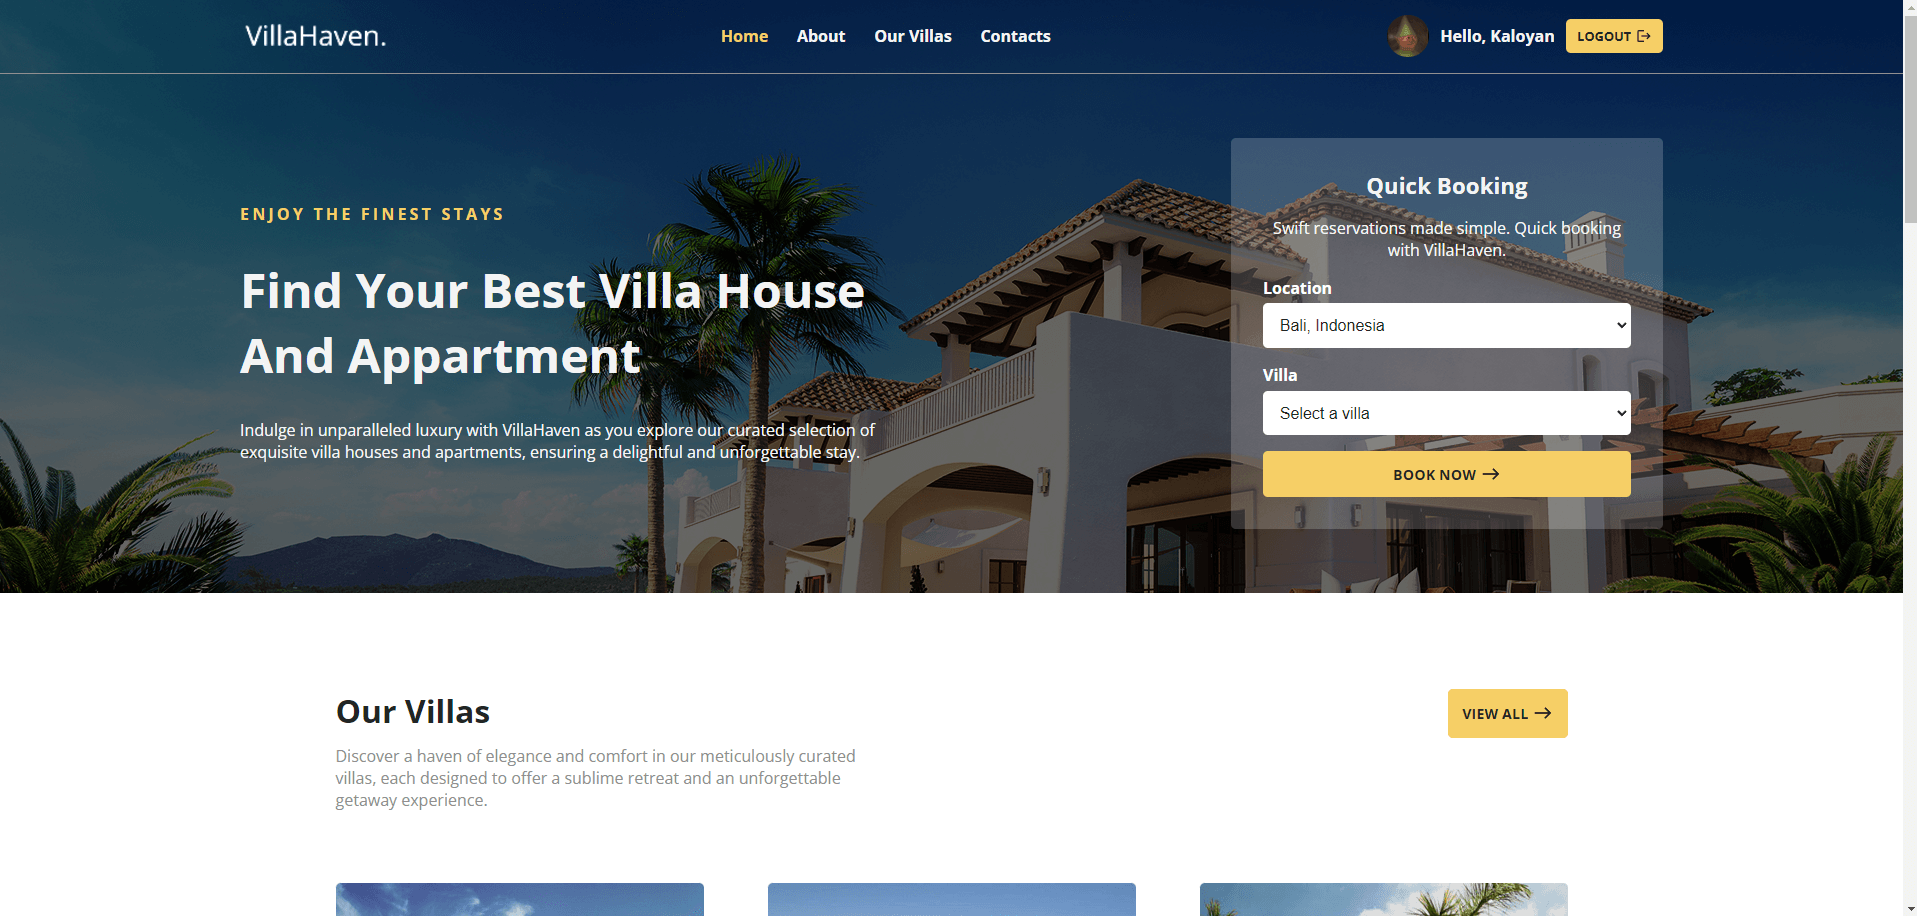 VillaHaven.
Home About Our Villas Contacts
Hello, Kaloyan LOGOUT
ENJOY THE FINEST STAYS
Find Your Best Villa House
And Appartment
Indulge in unparalleled luxury with VillaHaven as you explore our curated selection of
exquisite villa houses and apartments, ensuring a delightful and unforgettable stay.
Quick Booking
Swift reservations made simple. Quick booking
with VillaHaven.
Location
Bali, Indonesia
Villa
Select a villa
BOOK NOW
Our Villas
VIEW ALL
Discover a haven of elegance and comfort in our meticulously curated
villas, each designed to offer a sublime retreat and an unforgettable
getaway experience.